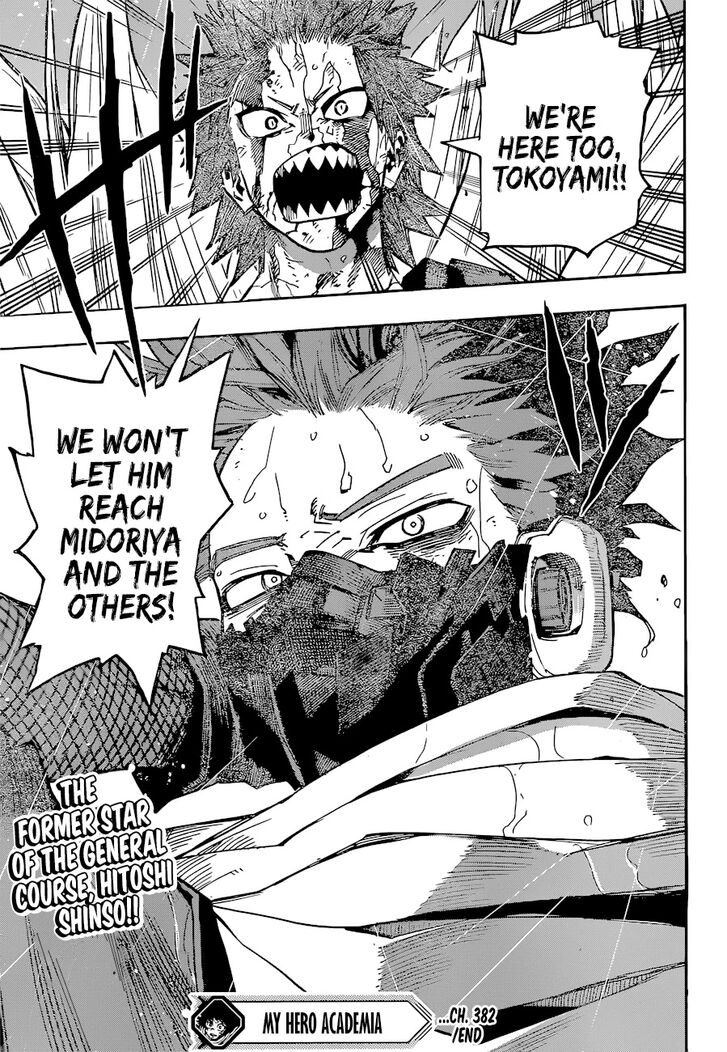 WE'RE
HERE TOO,
TOKOYAMI!!
WE WON'T
LET HIM
REACH
MIDORIYA
AND THE
OTHERS!
THE
FORMER STAR
OF THE GENERAL
COURSE, HITOSHI
SHINSO!!
MY HERO ACADEMIA
...CH. 382
/END